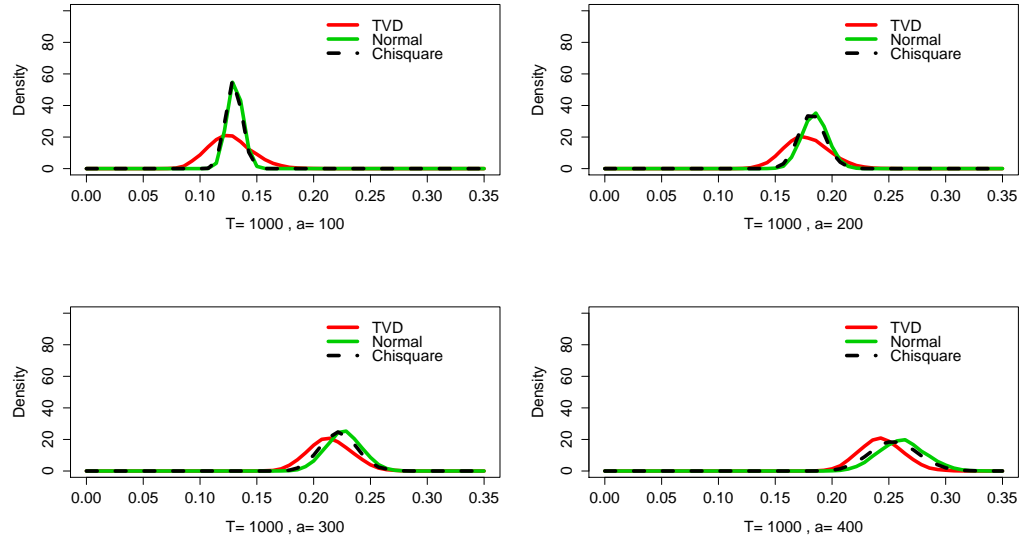 TVD
Normal
Chisquare
Density
0 20 40 60 80
0.00 0.05 0.10 0.15 0.20 0.25 0.30 0.35
T= 1000 , a= 100
TVD
Normal
Chisquare
Density
0 20 40 60 80
0.00 0.05 0.10 0.15 0.20 0.25 0.30 0.35
T= 1000 , a= 200
TVD
Normal
Chisquare
Density
0 20 40 60 80
0.00 0.05 0.10 0.15 0.20 0.25 0.30 0.35
T= 1000 , a= 300
TVD
Normal
Chisquare
Density
0 20 40 60 80
0.00 0.05 0.10 0.15 0.20 0.25 0.30 0.35
T= 1000 , a= 400